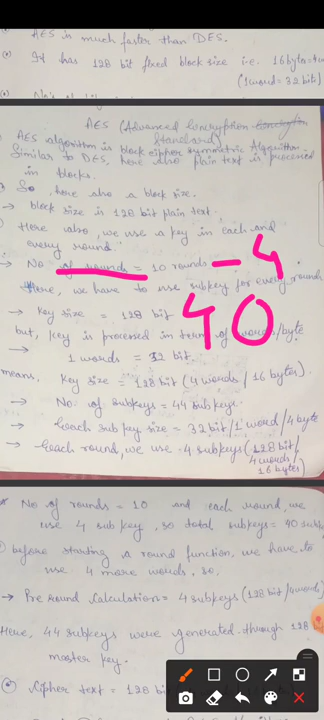 AES is much faster than DES.
It has 128 bit fixed block size i.e. 16 byte=4w
(1 word = 32 bit)
AES (Advanced Encryption
Standard)
AES algorithm is block cipher symmetric Algorithm.
Similar to DES, here also plain text is processed
in blocks.
So, here also a block size.
→ block size is 128 bit plain text.
Here also, we use a key in each and
every round.
→ No of rounds = 10 rounds - 4
Here, we have to use subkey for every rounds
40
→ Key size = 128 bit
but, key is processed in term of words/byte
→ 1 words = 32 bit.
means, Key size = 128 bit (4 words / 16 bytes).
→ No of subkeys = 44 subkeys.
→ Each sub key size = 32 bit/1 word/4 byte
→ Each round, we use 4 subkeys (128 bit/
4 words/
16 bytes)
No of rounds = 10 and each round, we
use 4 subkey, so total subkeys = 40 sub
before starting a round function, we have to
use 4 more words, so,
→ Pre round Calculations = 4 subkeys (128 bit/4words)
Here, 44 subkeys were generated through 128 b
master key.
Cipher text = 128 bit